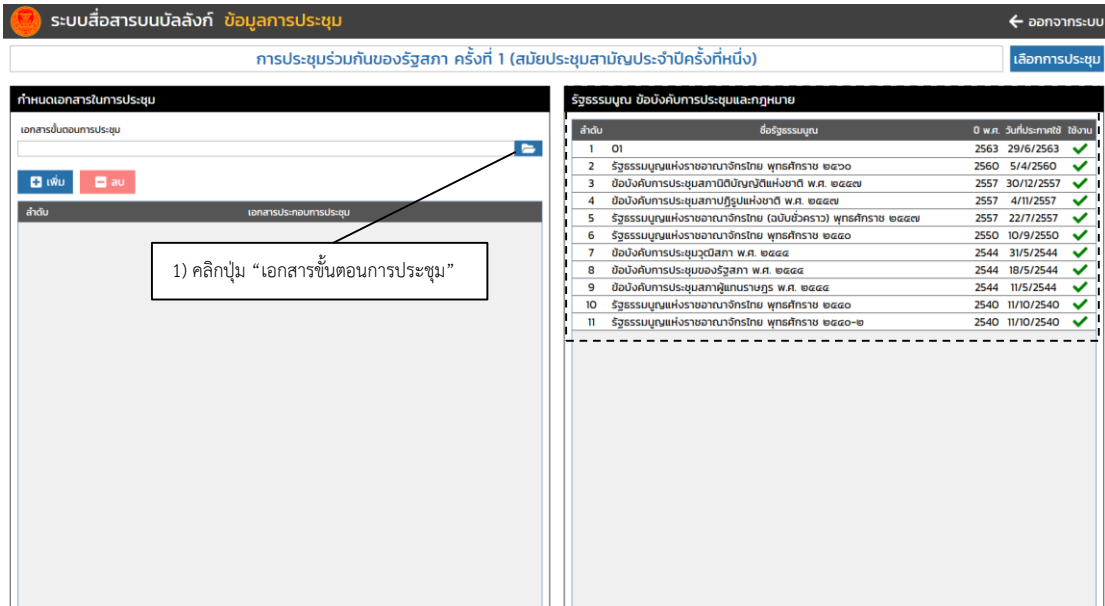 ระบบสื่อสารบนบัลลังก์ ข้อมูลการประชุม
ออกจากระบบ
การประชุมร่วมกันของรัฐสภา ครั้งที่ 1 (สมัยประชุมสามัญประจำปีครั้งที่หนึ่ง)
เลือกการประชุม
กำหนดเอกสารในการประชุม
เอกสารขั้นตอนการประชุม
เพิ่ม ลบ
ลำดับ เอกสารประกอบการประชุม
1) คลิกปุ่ม “เอกสารขั้นตอนการประชุม”
รัฐธรรมนูณ ข้อบังคับการประชุมและกฎหมาย
ลำดับ ชื่อรัฐธรรมนูณ ปี พ.ศ. วันที่ประกาศใช้ ใช้งาน
1 01 2563 29/6/2563
2 รัฐธรรมนูญแห่งราชอาณาจักรไทย พุทธศักราช ๒๕๖๐ 2560 5/4/2560
3 ข้อบังคับการประชุมสภานิติบัญญัติแห่งชาติ พ.ศ. ๒๕๕๗ 2557 30/12/2557
4 ข้อบังคับการประชุมสภาปฏิรูปแห่งชาติ พ.ศ. ๒๕๕๗ 2557 4/11/2557
5 รัฐธรรมนูญแห่งราชอาณาจักรไทย (ฉบับชั่วคราว) พุทธศักราช ๒๕๕๗ 2557 22/7/2557
6 รัฐธรรมนูญแห่งราชอาณาจักรไทย พุทธศักราช ๒๕๕๐ 2550 10/9/2550
7 ข้อบังคับการประชุมวุฒิสภา พ.ศ. ๒๕๔๔ 2544 31/5/2544
8 ข้อบังคับการประชุมของรัฐสภา พ.ศ. ๒๕๔๔ 2544 18/5/2544
9 ข้อบังคับการประชุมสภาผู้แทนราษฎร พ.ศ. ๒๕๔๔ 2544 11/5/2544
10 รัฐธรรมนูญแห่งราชอาณาจักรไทย พุทธศักราช ๒๕๔๐ 2540 11/10/2540
11 รัฐธรรมนูญแห่งราชอาณาจักรไทย พุทธศักราช ๒๕๔๐-๒ 2540 11/10/2540